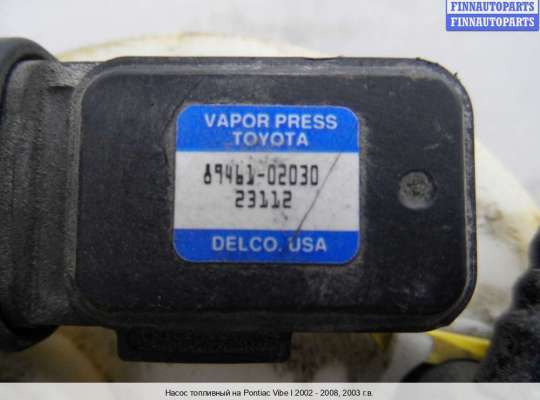 FINNAUTOPARTS
FINNAUTOPARTS
VAPOR PRESS
TOYOTA
89461-02030
23112
DELCO. USA
Насос топливный на Pontiac Vibe I 2002 - 2008, 2003 г.в.